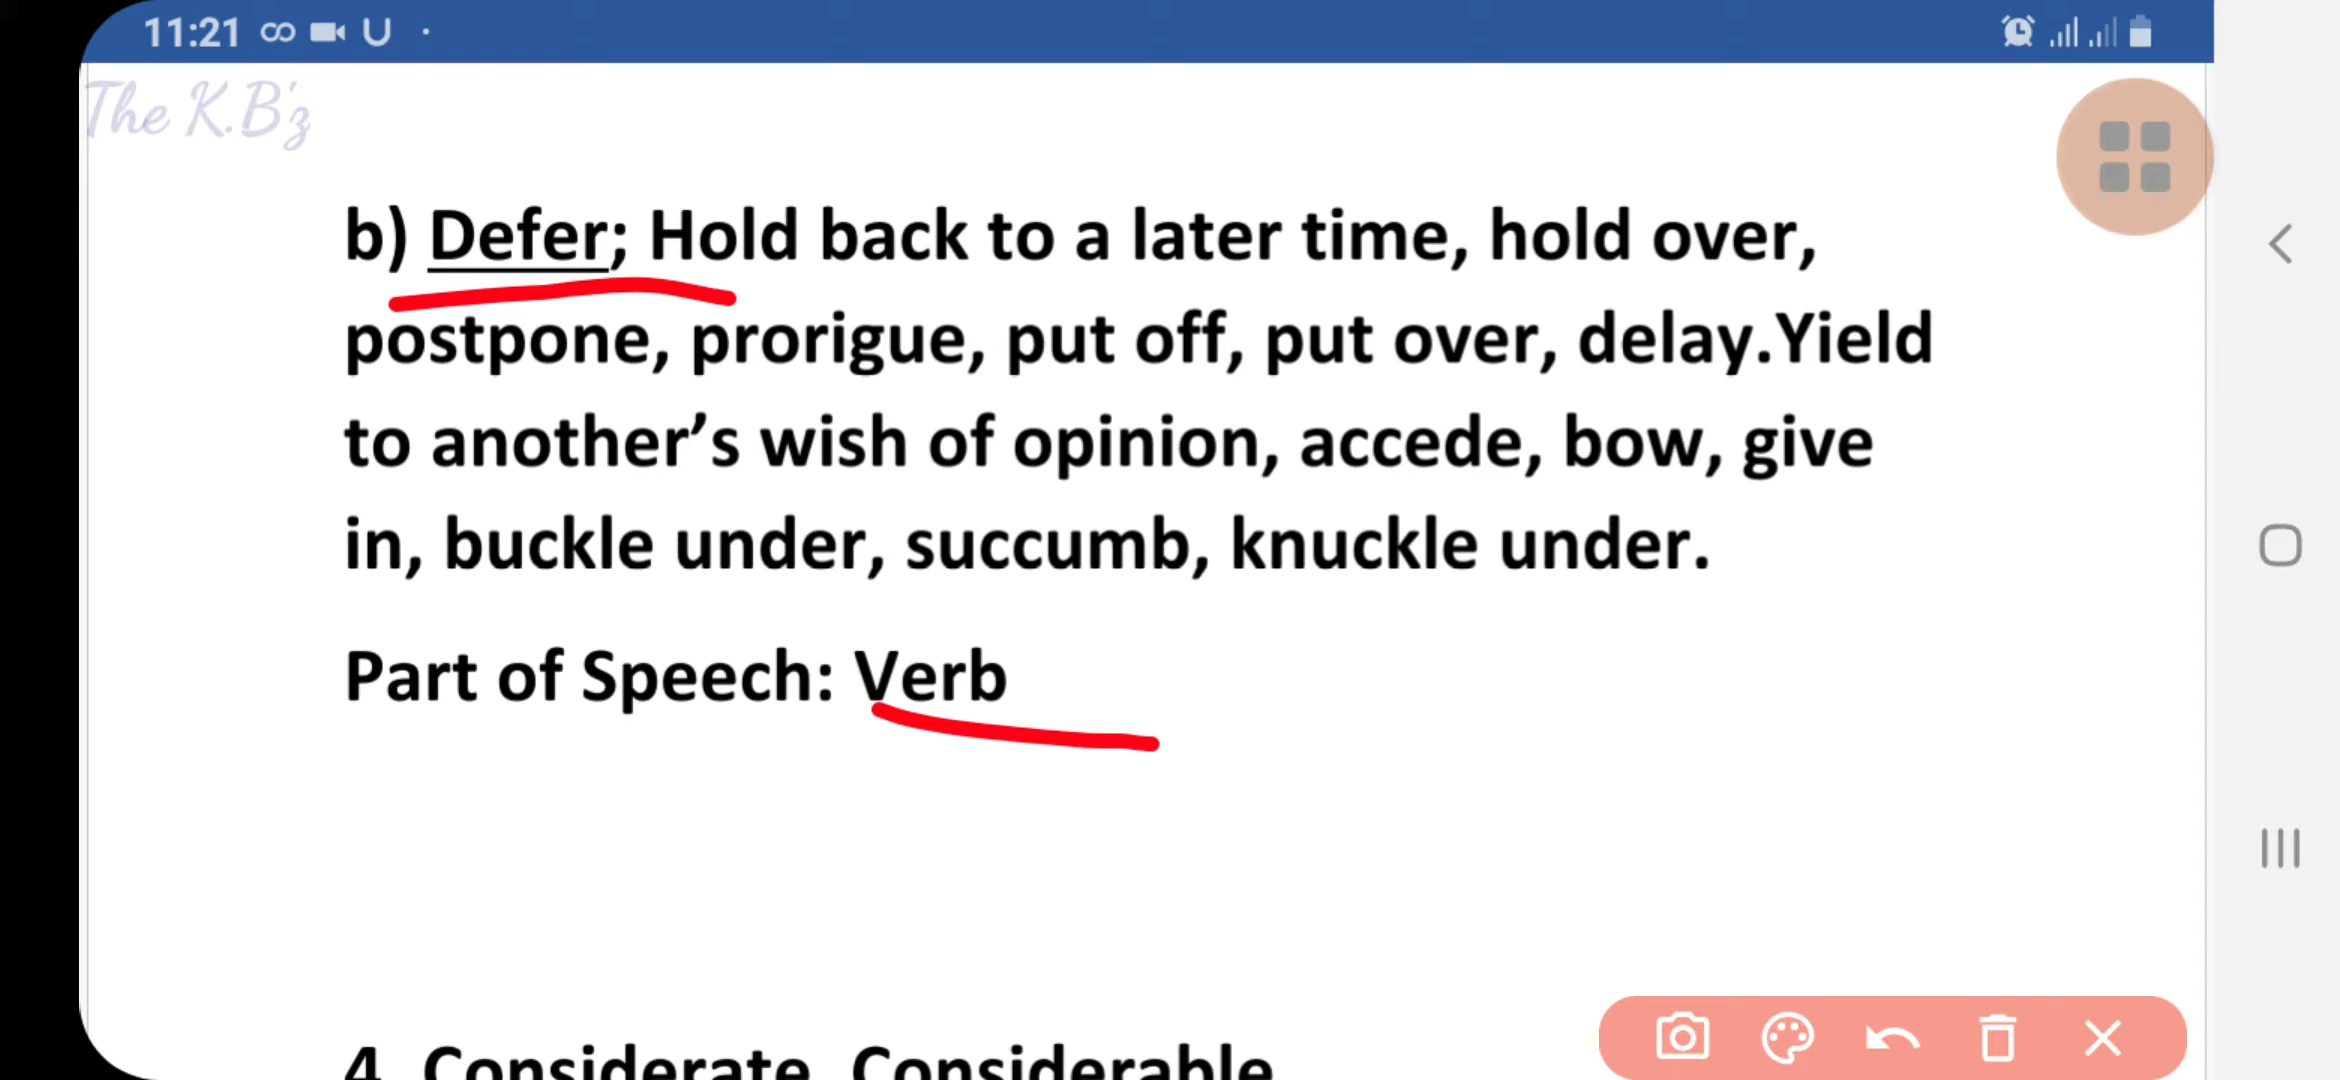 11:21
The K.B'z
b) Defer; Hold back to a later time, hold over,
postpone, prorigue, put off, put over, delay.Yield
to another’s wish of opinion, accede, bow, give
in, buckle under, succumb, knuckle under.
Part of Speech: Verb
4. Considerate, Considerable